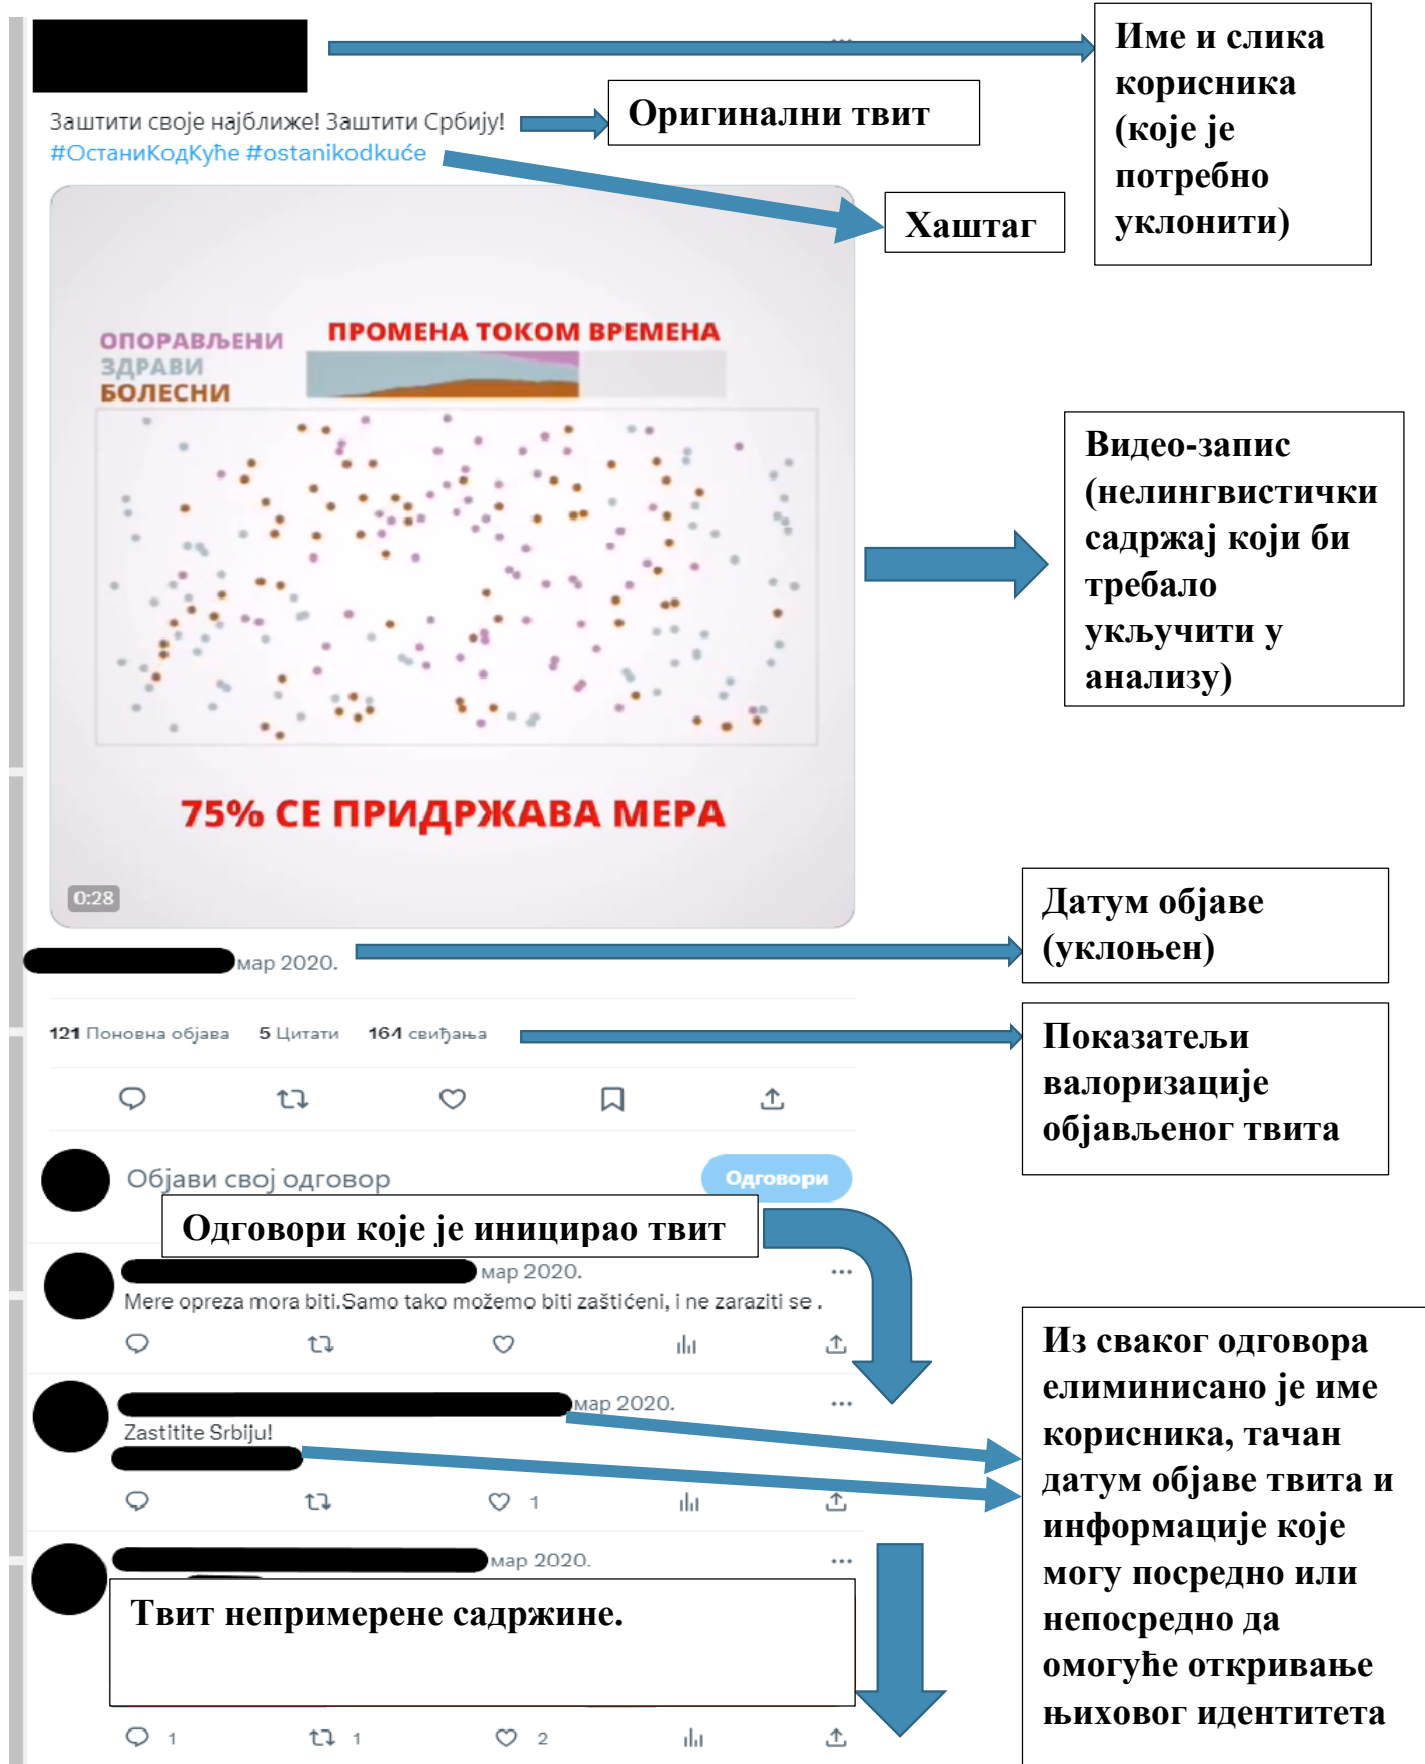 Име и слика
корисника
(које је
потребно
уклонити)
Заштити своје најближе! Заштити Србију!
#ОстаниКодКуће #ostanikodkuće
Оригинални твит
Хаштаг
ОПОРАВЉЕНИ
ЗДРАВИ
БОЛЕСНИ
ПРОМЕНА ТОКОМ ВРЕМЕНА
75% СЕ ПРИДРЖАВА МЕРА
0:28
Видео-запис
(нелингвистички
садржај који би
требало
укључити у
анализу)
мар 2020.
Датум објаве
(уклоњен)
121 Поновна објава 5 Цитати 164 свиђања
Показатељи
валоризације
објављеног твита
Објави свој одговор
Одговори
Одговори које је иницирао твит
мар 2020.
Mere opreza mora biti.Samo tako možemo biti zaštićeni, i ne zaraziti se .
мар 2020.
Zastitite Srbiju!
1
мар 2020.
Твит непримерене садржине.
1 1 2
Из сваког одговора
елиминисано је име
корисника, тачан
датум објаве твита и
информације које
могу посредно или
непосредно да
омогуће откривање
њиховог идентитета